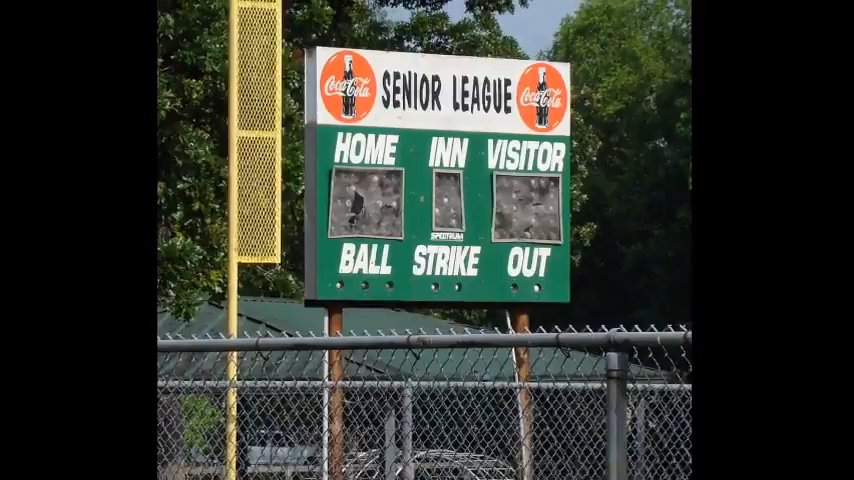 Coca-Cola SENIOR LEAGUE Coca-Cola
HOME INN VISITOR
SPECTRUM
BALL STRIKE OUT